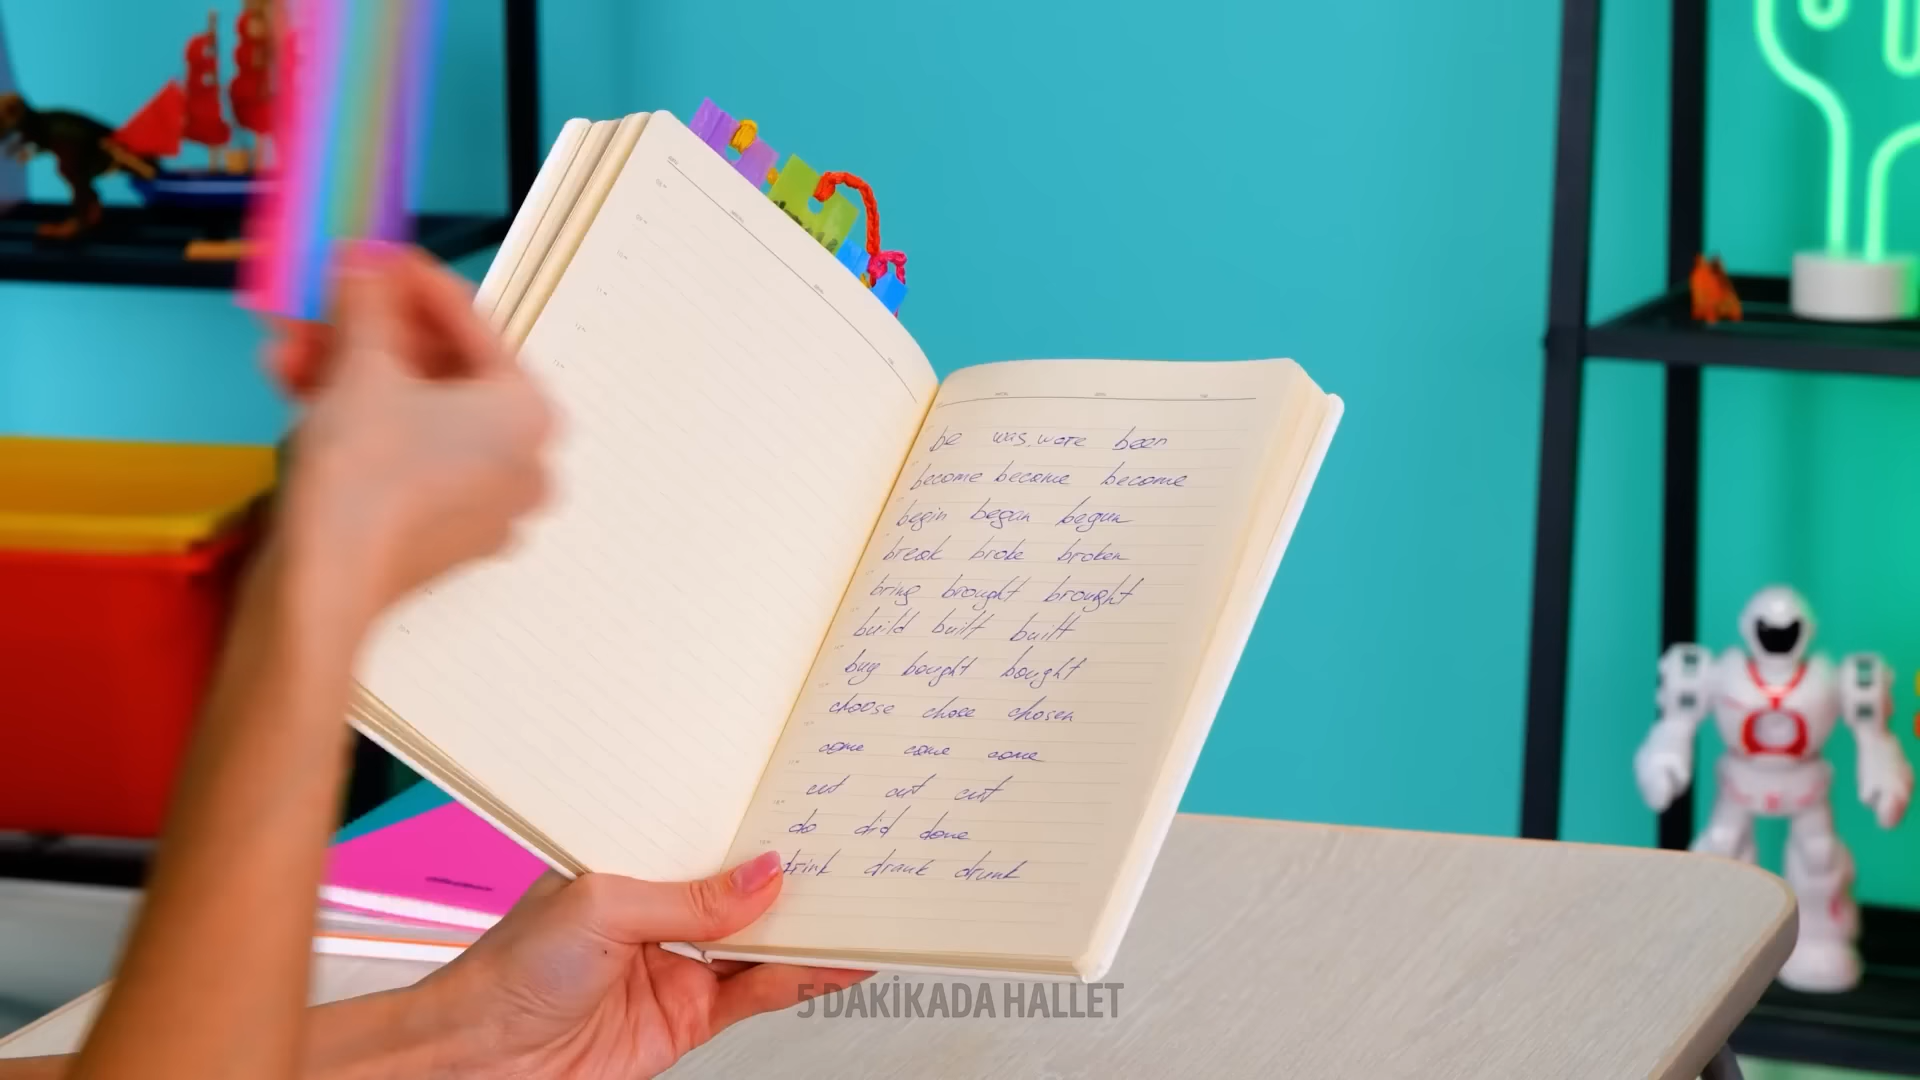 be was, were been
become became become
begin began begun
break broke broken
bring brought brought
build built built
buy bought bought
choose chose chosen
come came come
cut cut cut
do did done
drink drank drunk
5 DAKİKADA HALLET